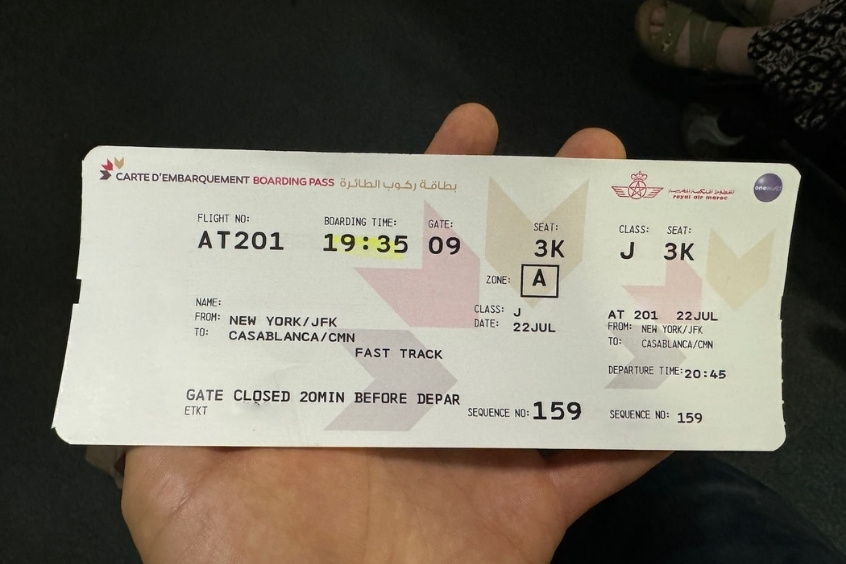 CARTE D'EMBARQUEMENT BOARDING PASS بطاقة ركوب الطائرة
الخطوط الملكية المغربية
royal air maroc
oneworld
FLIGHT NO: BOARDING TIME: GATE: SEAT: CLASS: SEAT:
AT201 19:35 09 3K J 3K
ZONE: A
NAME:
FROM: NEW YORK/JFK
TO: CASABLANCA/CMN
FAST TRACK
CLASS: J
DATE: 22JUL
AT 201 22JUL
FROM: NEW YORK/JFK
TO: CASABLANCA/CMN
DEPARTURE TIME: 20:45
GATE CLOSED 20MIN BEFORE DEPAR
ETKT
SEQUENCE NO: 159
SEQUENCE NO: 159